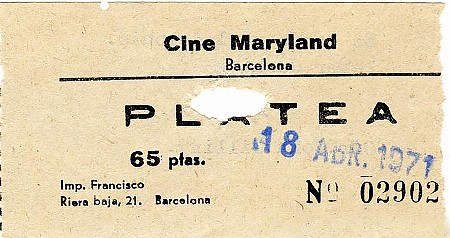 Cine Maryland
Barcelona
PLATEA
18 ABR. 1971
65 ptas.
Imp. Francisco
Riera baja, 21. Barcelona
Nº 02902